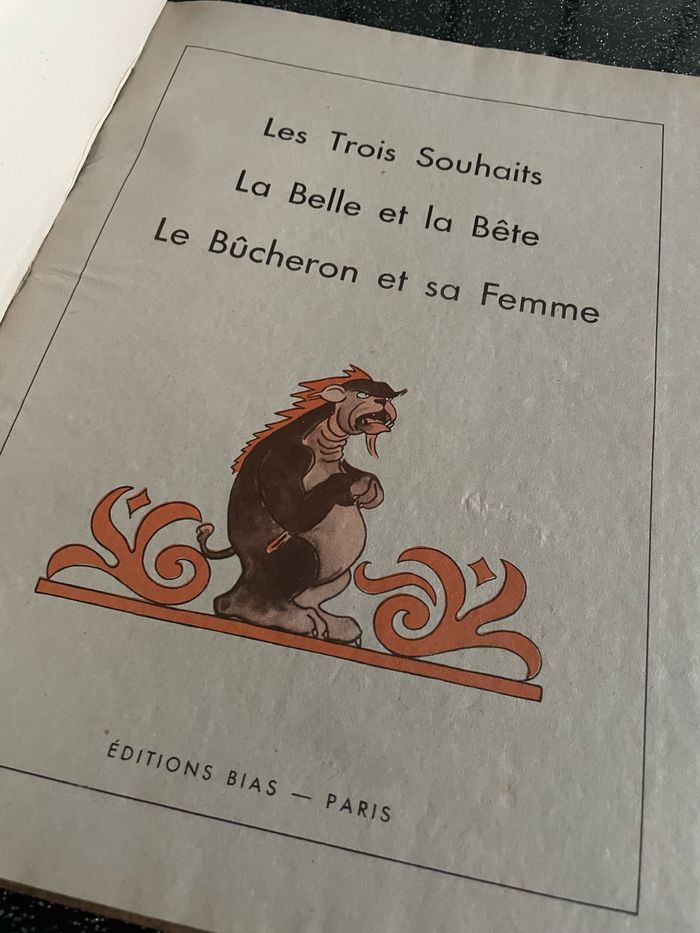 Les Trois Souhaits
La Belle et la Bête
Le Bûcheron et sa Femme
ÉDITIONS BIAS — PARIS